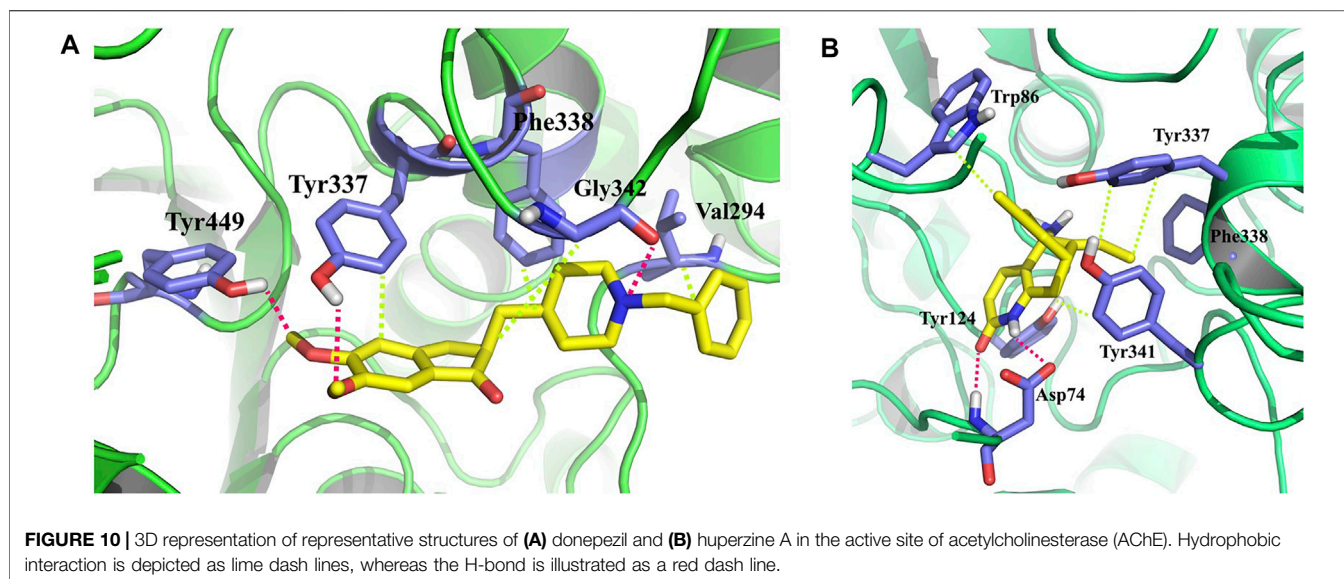 A
Phe338
Tyr337
Gly342
Tyr449
Val294
B
Trp86
Tyr337
Phe338
Tyr124
Tyr341
Asp74
FIGURE 10 | 3D representation of representative structures of (A) donepezil and (B) huperzine A in the active site of acetylcholinesterase (AChE). Hydrophobic
interaction is depicted as lime dash lines, whereas the H-bond is illustrated as a red dash line.